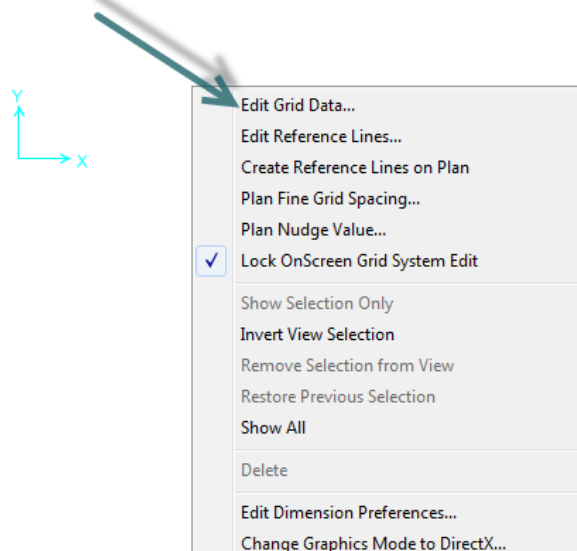 Y
X
Edit Grid Data...
Edit Reference Lines...
Create Reference Lines on Plan
Plan Fine Grid Spacing...
Plan Nudge Value...
Lock OnScreen Grid System Edit
Show Selection Only
Invert View Selection
Remove Selection from View
Restore Previous Selection
Show All
Delete
Edit Dimension Preferences...
Change Graphics Mode to DirectX...